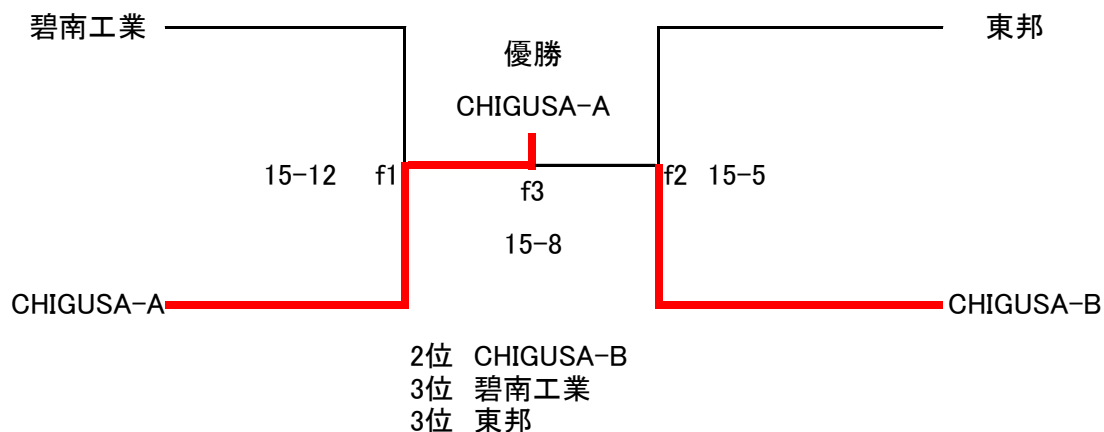 碧南工業
東邦
優勝
CHIGUSA-A
15-12 f1
f2 15-5
f3
15-8
CHIGUSA-A
CHIGUSA-B
2位 CHIGUSA-B
3位 碧南工業
3位 東邦